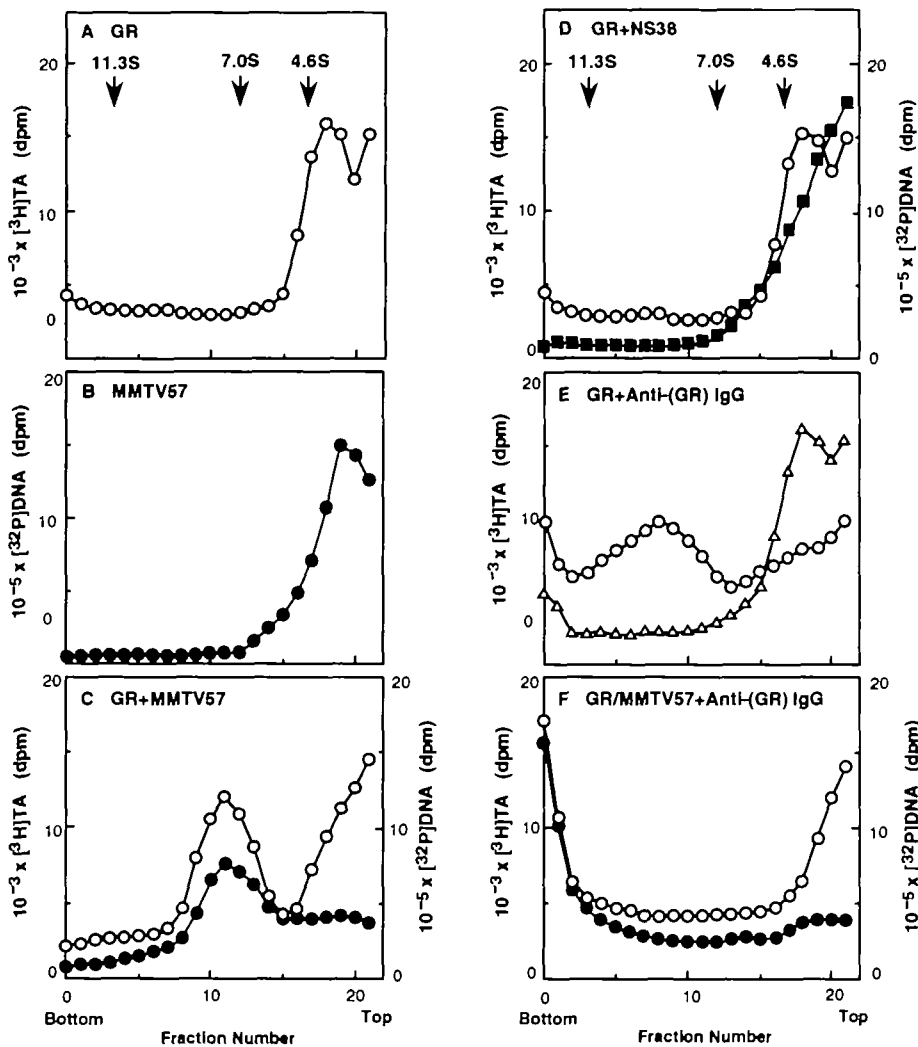 A GR
11.3S 7.0S 4.6S
20
10
0
10⁻³ x [³H]TA (dpm)
B MMTV57
20
10
0
10⁻⁵ x [³²P]DNA (dpm)
C GR+MMTV57
20
10
0
10⁻³ x [³H]TA (dpm)
20
10
0
10⁻⁵ x [³²P]DNA (dpm)
0 10 20
Bottom Top
Fraction Number
D GR+NS38
11.3S 7.0S 4.6S
20
10
0
10⁻³ x [³H]TA (dpm)
20
10
0
10⁻⁵ x [³²P]DNA (dpm)
E GR+Anti-(GR) IgG
20
10
0
10⁻³ x [³H]TA (dpm)
F GR/MMTV57+Anti-(GR) IgG
20
10
0
10⁻³ x [³H]TA (dpm)
20
10
0
10⁻⁵ x [³²P]DNA (dpm)
0 10 20
Bottom Top
Fraction Number